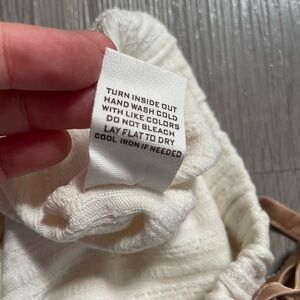 TURN INSIDE OUT
HAND WASH COLD
WITH LIKE COLORS
DO NOT BLEACH
LAY FLAT TO DRY
COOL IRON IF NEEDED